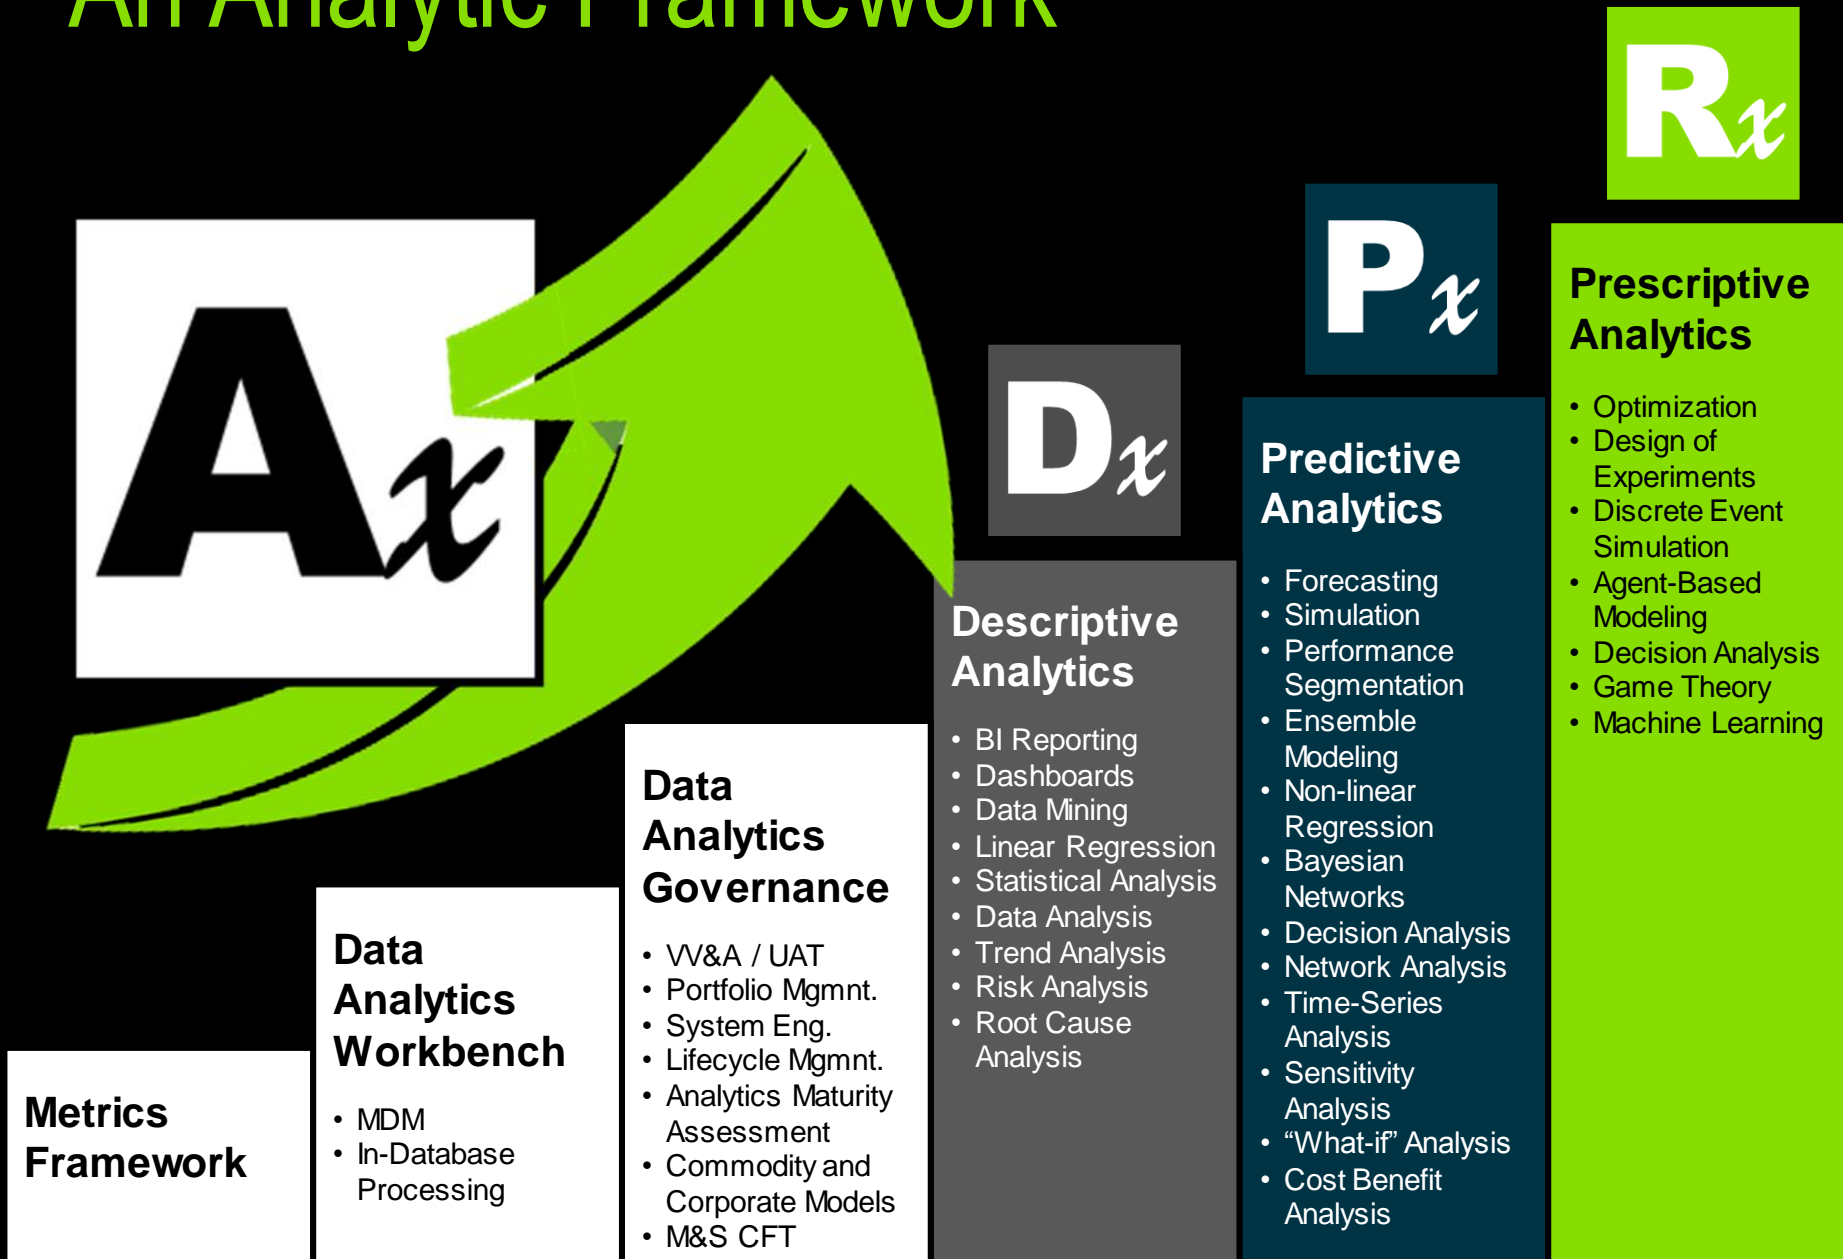 An Analytic Framework
Ax
Metrics
Framework
Data
Analytics
Workbench
• MDM
• In-Database
Processing
Data
Analytics
Governance
• VV&A / UAT
• Portfolio Mgmnt.
• System Eng.
• Lifecycle Mgmnt.
• Analytics Maturity
Assessment
• Commodity and
Corporate Models
• M&S CFT
Dx
Descriptive
Analytics
• BI Reporting
• Dashboards
• Data Mining
• Linear Regression
• Statistical Analysis
• Data Analysis
• Trend Analysis
• Risk Analysis
• Root Cause
Analysis
Px
Predictive
Analytics
• Forecasting
• Simulation
• Performance
Segmentation
• Ensemble
Modeling
• Non-linear
Regression
• Bayesian
Networks
• Decision Analysis
• Network Analysis
• Time-Series
Analysis
• Sensitivity
Analysis
• “What-if” Analysis
• Cost Benefit
Analysis
Rx
Prescriptive
Analytics
• Optimization
• Design of
Experiments
• Discrete Event
Simulation
• Agent-Based
Modeling
• Decision Analysis
• Game Theory
• Machine Learning